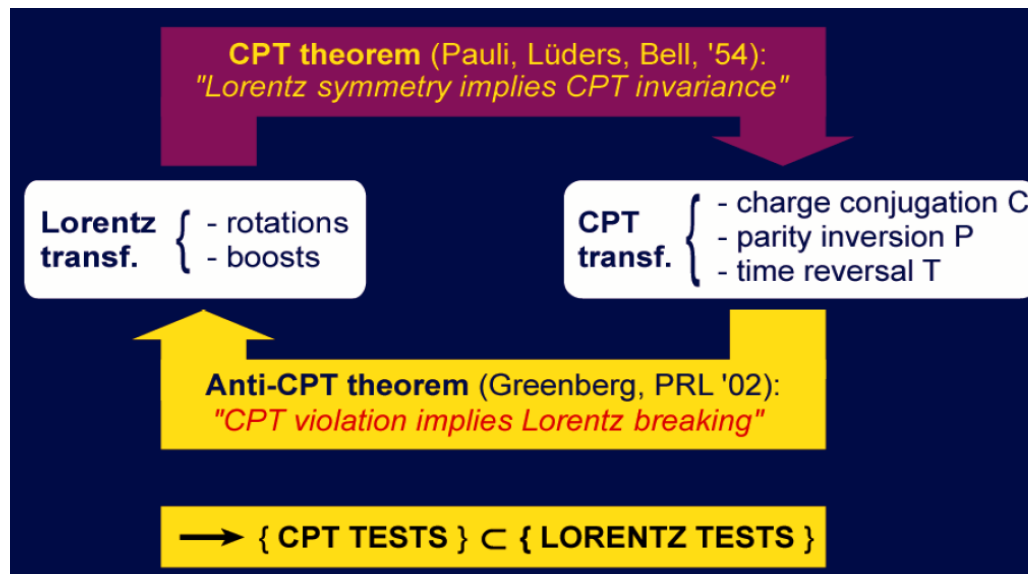 CPT theorem (Pauli, Lüders, Bell, '54):
"Lorentz symmetry implies CPT invariance"
Lorentz transf. { - rotations
- boosts
CPT transf. { - charge conjugation C
- parity inversion P
- time reversal T
Anti-CPT theorem (Greenberg, PRL '02):
"CPT violation implies Lorentz breaking"
→ { CPT TESTS } ⊂ { LORENTZ TESTS }